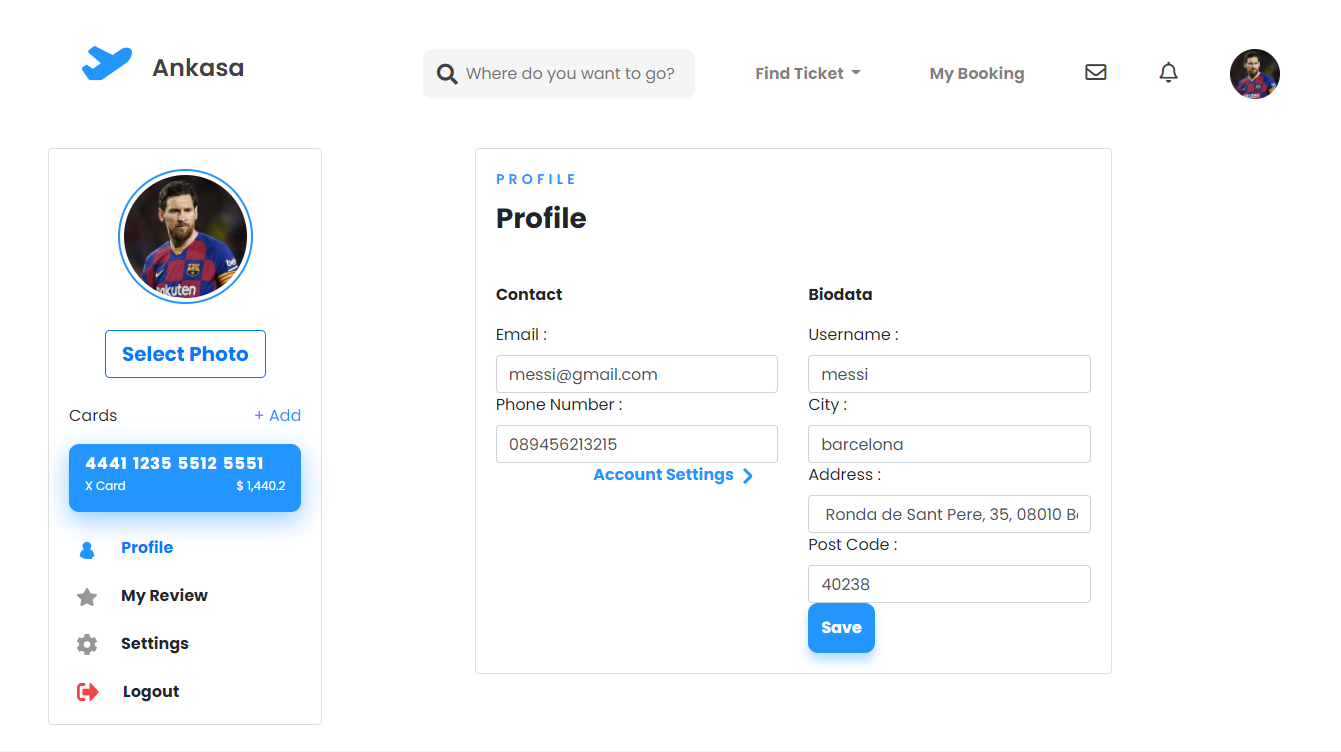 Ankasa
Where do you want to go?
Find Ticket
My Booking
Select Photo
Cards
+ Add
4441 1235 5512 5551
X Card
$ 1,440.2
Profile
My Review
Settings
Logout
PROFILE
Profile
Contact
Email :
messi@gmail.com
Phone Number :
089456213215
Account Settings
Biodata
Username :
messi
City :
barcelona
Address :
Ronda de Sant Pere, 35, 08010
Post Code :
40238
Save